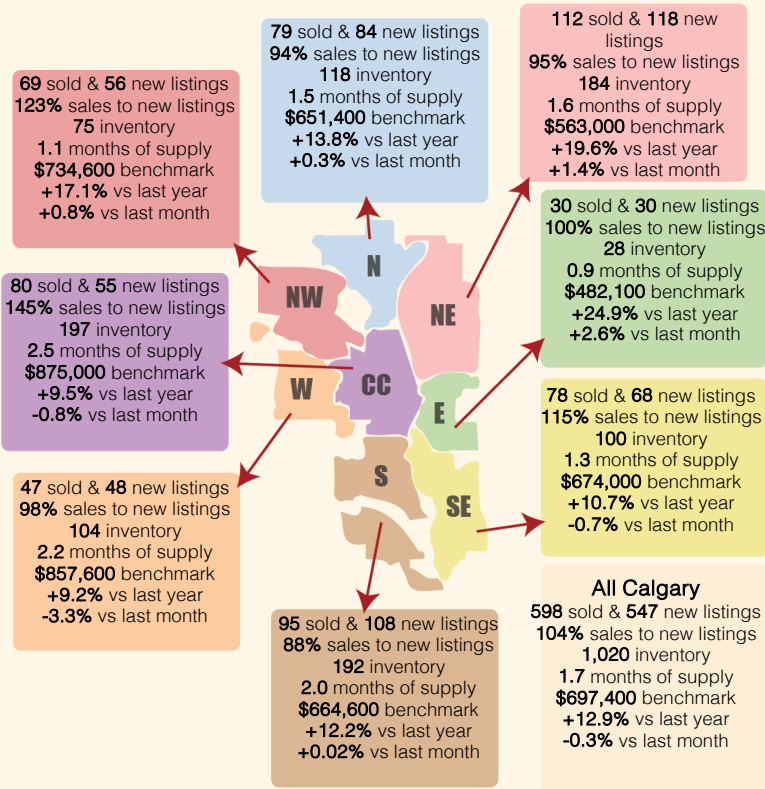 79 sold & 84 new listings
94% sales to new listings
118 inventory
1.5 months of supply
$651,400 benchmark
+13.8% vs last year
+0.3% vs last month
112 sold & 118 new
listings
95% sales to new listings
184 inventory
1.6 months of supply
$563,000 benchmark
+19.6% vs last year
+1.4% vs last month
69 sold & 56 new listings
123% sales to new listings
75 inventory
1.1 months of supply
$734,600 benchmark
+17.1% vs last year
+0.8% vs last month
30 sold & 30 new listings
100% sales to new listings
28 inventory
0.9 months of supply
$482,100 benchmark
+24.9% vs last year
+2.6% vs last month
N
NW
NE
W
CC
E
S
SE
80 sold & 55 new listings
145% sales to new listings
197 inventory
2.5 months of supply
$875,000 benchmark
+9.5% vs last year
-0.8% vs last month
78 sold & 68 new listings
115% sales to new listings
100 inventory
1.3 months of supply
$674,000 benchmark
+10.7% vs last year
-0.7% vs last month
47 sold & 48 new listings
98% sales to new listings
104 inventory
2.2 months of supply
$857,600 benchmark
+9.2% vs last year
-3.3% vs last month
95 sold & 108 new listings
88% sales to new listings
192 inventory
2.0 months of supply
$664,600 benchmark
+12.2% vs last year
+0.02% vs last month
All Calgary
598 sold & 547 new listings
104% sales to new listings
1,020 inventory
1.7 months of supply
$697,400 benchmark
+12.9% vs last year
-0.3% vs last month